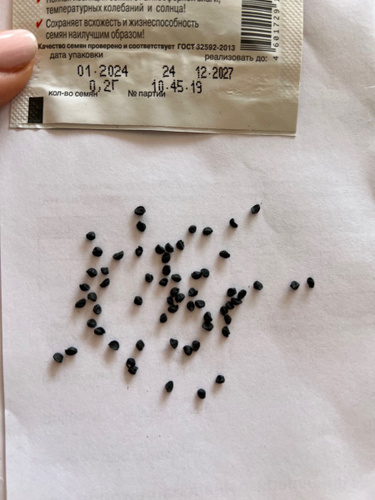 температурных колебаний и солнца!
✓ Сохраняет всхожесть и жизнеспособность
семян наилучшим образом!
Качество семян проверено и соответствует ГОСТ 32592-2013
дата упаковки реализовать до:
01·2024 24 12·2027
0,2Г 10·45·19
кол-во семян № партии